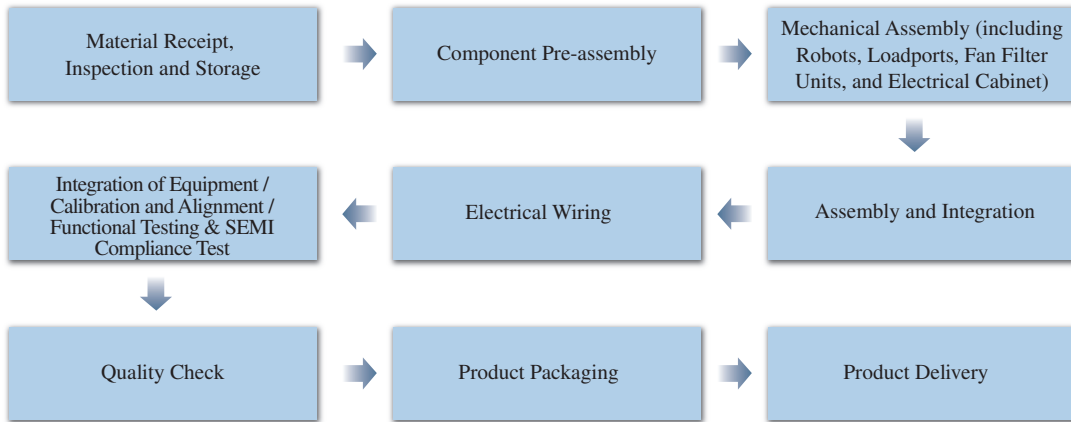 Material Receipt,
Inspection and Storage
Component Pre-assembly
Mechanical Assembly (including
Robots, Loadports, Fan Filter
Units, and Electrical Cabinet)
Assembly and Integration
Electrical Wiring
Integration of Equipment /
Calibration and Alignment /
Functional Testing & SEMI
Compliance Test
Quality Check
Product Packaging
Product Delivery